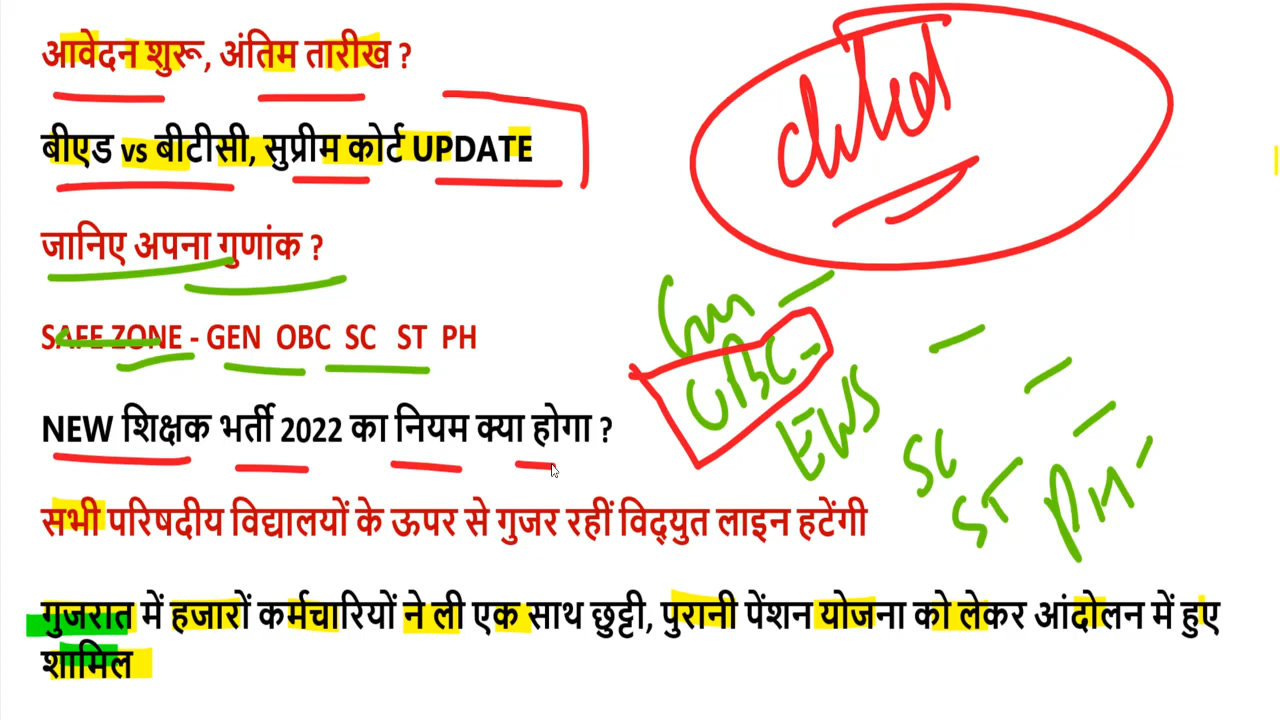 आवेदन शुरू, अंतिम तारीख ?
बीएड vs बीटीसी, सुप्रीम कोर्ट UPDATE
जानिए अपना गुणांक ?
SAFE ZONE - GEN OBC SC ST PH
NEW शिक्षक भर्ती 2022 का नियम क्या होगा ?
सभी परिषदीय विद्यालयों के ऊपर से गुजर रहीं विद्युत लाइन हटेंगी
गुजरात में हजारों कर्मचारियों ने ली एक साथ छुट्टी, पुरानी पेंशन योजना को लेकर आंदोलन में हुए
शामिल
OBC -
EWS -
SC -
ST -
PH -